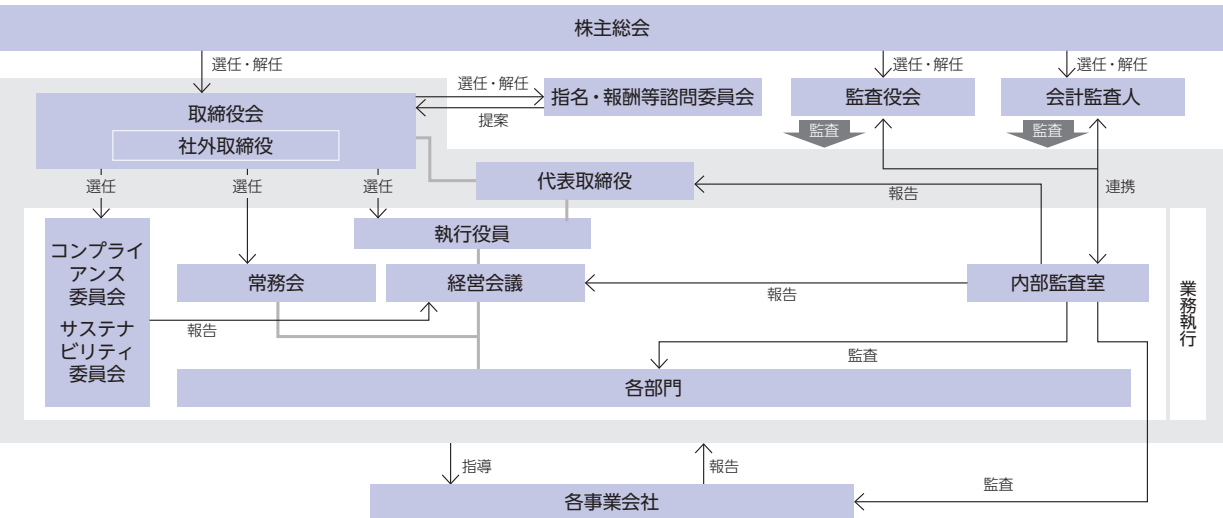 株主総会
選任・解任
選任・解任
選任・解任
選任・解任
取締役会
社外取締役
提案
指名・報酬等諮問委員会
監査役会
会計監査人
監査
監査
代表取締役
選任
選任
選任
報告
連携
コンプライ
アンス
委員会
サステナ
ビリティ
委員会
執行役員
常務会
経営会議
内部監査室
報告
報告
監査
業務執行
各部門
指導
報告
監査
各事業会社